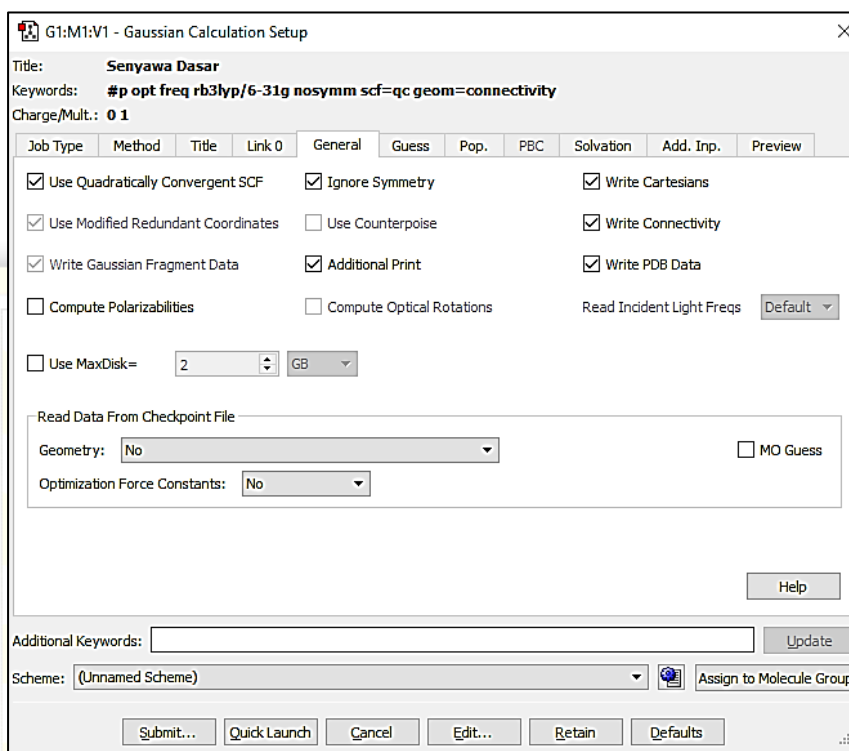 G1:M1:V1 - Gaussian Calculation Setup
Title: Senyawa Dasar
Keywords: #p opt freq rb3lyp/6-31g nosymm scf=qc geom=connectivity
Charge/Mult.: 0 1
Job Type Method Title Link 0 General Guess Pop. PBC Solvation Add. Inp. Preview
Use Quadratically Convergent SCF Ignore Symmetry Write Cartesians
Use Modified Redundant Coordinates Use Counterpoise Write Connectivity
Write Gaussian Fragment Data Additional Print Write PDB Data
Compute Polarizabilities Compute Optical Rotations Read Incident Light Freqs Default
Use MaxDisk= 2 GB
Read Data From Checkpoint File
Geometry: No MO Guess
Optimization Force Constants: No
Help
Additional Keywords: Update
Scheme: (Unnamed Scheme) Assign to Molecule Group
Submit... Quick Launch Cancel Edit... Retain Defaults